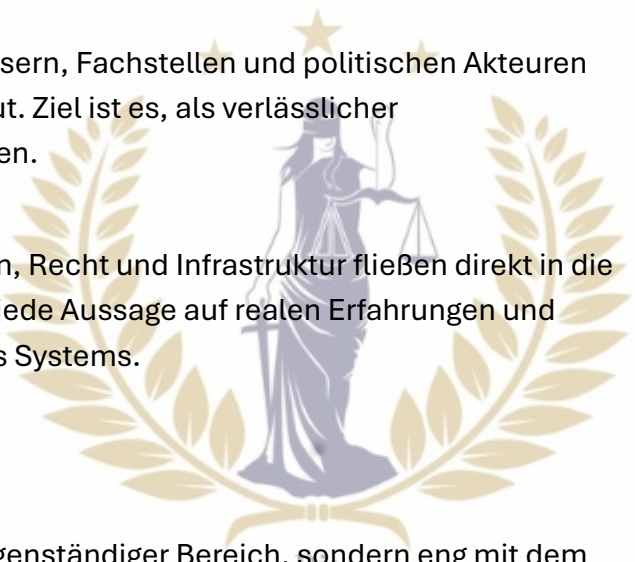 sern, Fachstellen und politischen Akteuren
ut. Ziel ist es, als verlässlicher
en.
n, Recht und Infrastruktur fließen direkt in die
jede Aussage auf realen Erfahrungen und
s Systems.
genständiger Bereich, sondern eng mit dem